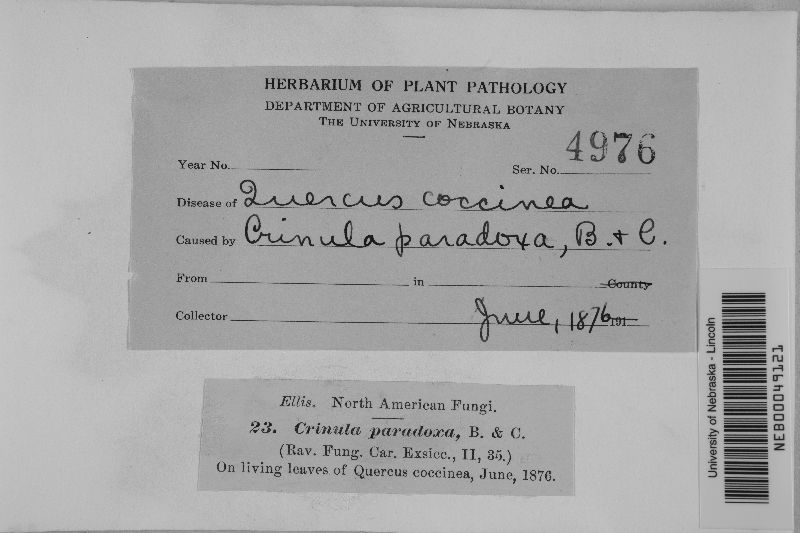 HERBARIUM OF PLANT PATHOLOGY
DEPARTMENT OF AGRICULTURAL BOTANY
THE UNIVERSITY OF NEBRASKA
Year No.
Ser. No. 4976
Disease of Quercus coccinea
Caused by Crinula paradoxa, B. & C.
From in County
Collector June, 1876 191
Ellis. North American Fungi.
23. Crinula paradoxa, B. & C.
(Rav. Fung. Car. Exsicc., II, 35.)
On living leaves of Quercus coccinea, June, 1876.
University of Nebraska - Lincoln
NEB00049121